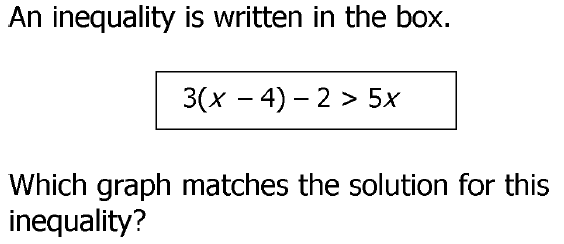 An inequality is written in the box.
3(x – 4) – 2 > 5x
Which graph matches the solution for this
inequality?